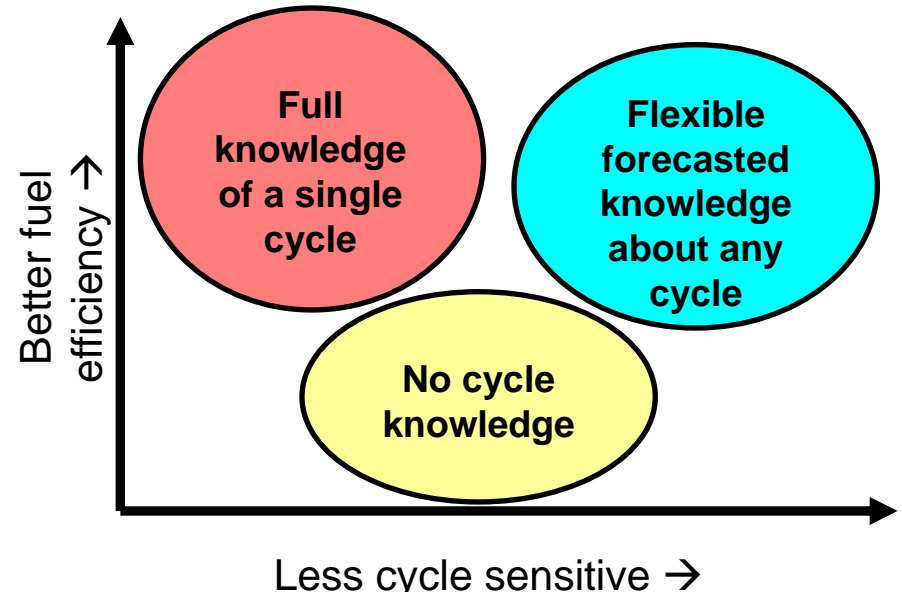 Better fuel
efficiency →
Full
knowledge
of a single
cycle
Flexible
forecasted
knowledge
about any
cycle
No cycle
knowledge
Less cycle sensitive →